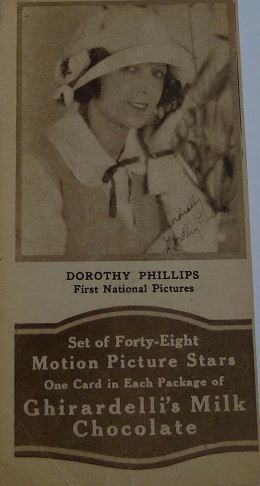 Cordially
DOROTHY PHILLIPS
First National Pictures
Set of Forty-Eight
Motion Picture Stars
One Card in Each Package of
Ghirardelli's Milk
Chocolate